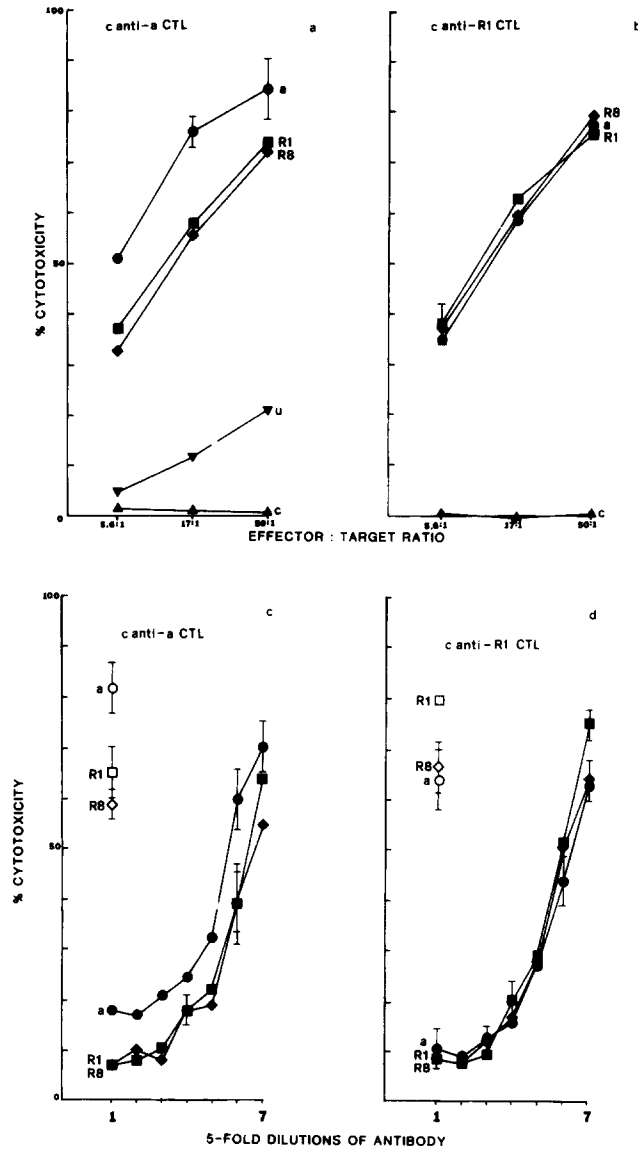 c anti-a CTL
a
100
50
0
% CYTOTOXICITY
a
R1
R8
u
c
5.6:1
17:1
50:1
c anti-R1 CTL
b
R8
a
R1
c
5.6:1
17:1
50:1
EFFECTOR : TARGET RATIO
c anti-a CTL
c
100
50
0
% CYTOTOXICITY
a
R1
R8
a
R1
R8
1
7
c anti-R1 CTL
d
R1
R8
a
a
R1
R8
1
7
5-FOLD DILUTIONS OF ANTIBODY